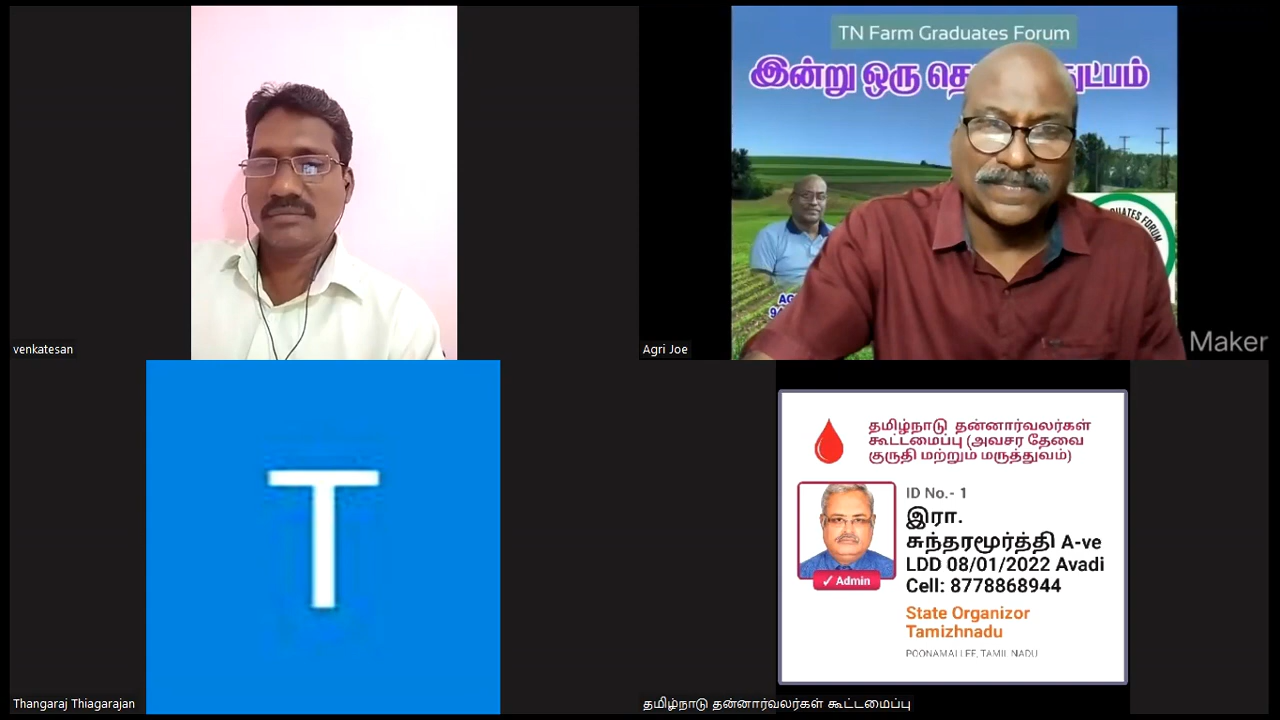 TN Farm Graduates Forum
இன்று ஒரு
venkatesan
Agri Joe
UATES FORUM
Maker
T
தமிழ்நாடு தன்னார்வலர்கள்
கூட்டமைப்பு (அவசர தேவை
குருதி மற்றும் மருத்துவம்)
ID No.- 1
இரா.
சுந்தரமூர்த்தி A-ve
LDD 08/01/2022 Avadi
Cell: 8778868944
✓ Admin
State Organizor
Tamizhnadu
POONAMALLEE, TAMIL NADU
Thangaraj Thiagarajan
தமிழ்நாடு தன்னார்வலர்கள் கூட்டமைப்பு